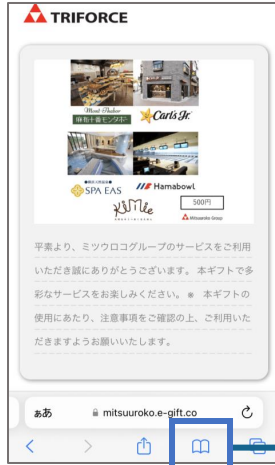 TRIFORCE
Mont-Thabor
麻布十番モンタボー
Carl's Jr.
SPA EAS
Hamabowl
KiMie
500円
Mitsuuroko Group
平素より、ミツウロコグループのサービスをご利用
いただき誠にありがとうございます。 本ギフトで多
彩なサービスをお楽しみください。 ※ 本ギフトの
使用にあたり、注意事項をご確認の上、ご利用いた
だきますようお願いいたします。
ぁあ mitsuuroko.e-gift.co